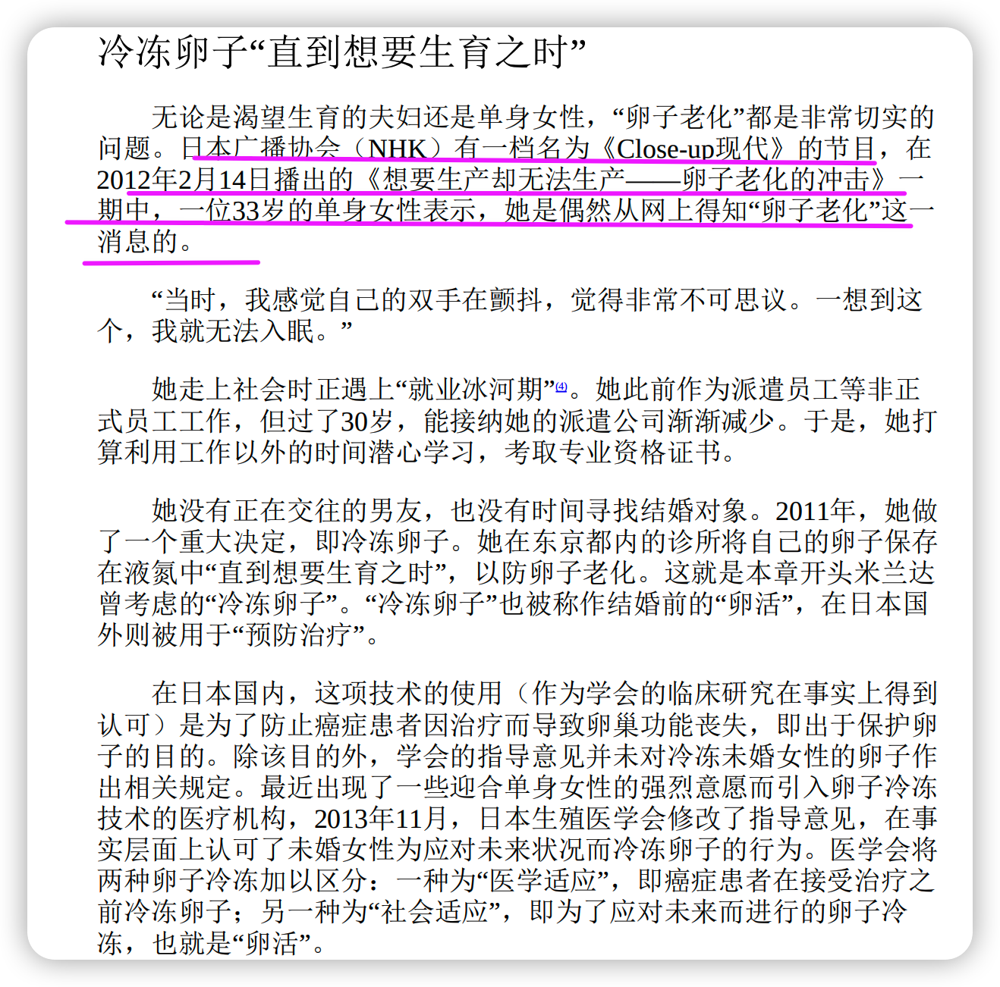 冷冻卵子“直到想要生育之时”
无论是渴望生育的夫妇还是单身女性，“卵子老化”都是非常切实的
问题。日本广播协会（NHK）有一档名为《Close-up现代》的节目，在
2012年2月14日播出的《想要生产却无法生产——卵子老化的冲击》一
期中，一位33岁的单身女性表示，她是偶然从网上得知“卵子老化”这一
消息的。
“当时，我感觉自己的双手在颤抖，觉得非常不可思议。一想到这
个，我就无法入眠。”
她走上社会时正遇上“就业冰河期”(4)。她此前作为派遣员工等非正
式员工工作，但过了30岁，能接纳她的派遣公司渐渐减少。于是，她打
算利用工作以外的时间潜心学习，考取专业资格证书。
她没有正在交往的男友，也没有时间寻找结婚对象。2011年，她做
了一个重大决定，即冷冻卵子。她在东京都内的诊所将自己的卵子保存
在液氮中“直到想要生育之时”，以防卵子老化。这就是本章开头米兰达
曾考虑的“冷冻卵子”。“冷冻卵子”也被称作结婚前的“卵活”，在日本国
外则被用于“预防治疗”。
在日本国内，这项技术的使用（作为学会的临床研究在事实上得到
认可）是为了防止癌症患者因治疗而导致卵巢功能丧失，即出于保护卵
子的目的。除该目的外，学会的指导意见并未对冷冻未婚女性的卵子作
出相关规定。最近出现了一些迎合单身女性的强烈意愿而引入卵子冷冻
技术的医疗机构，2013年11月，日本生殖医学会修改了指导意见，在事
实层面上认可了未婚女性为应对未来状况而冷冻卵子的行为。医学会将
两种卵子冷冻加以区分：一种为“医学适应”，即癌症患者在接受治疗之
前冷冻卵子；另一种为“社会适应”，即为了应对未来而进行的卵子冷
冻，也就是“卵活”。